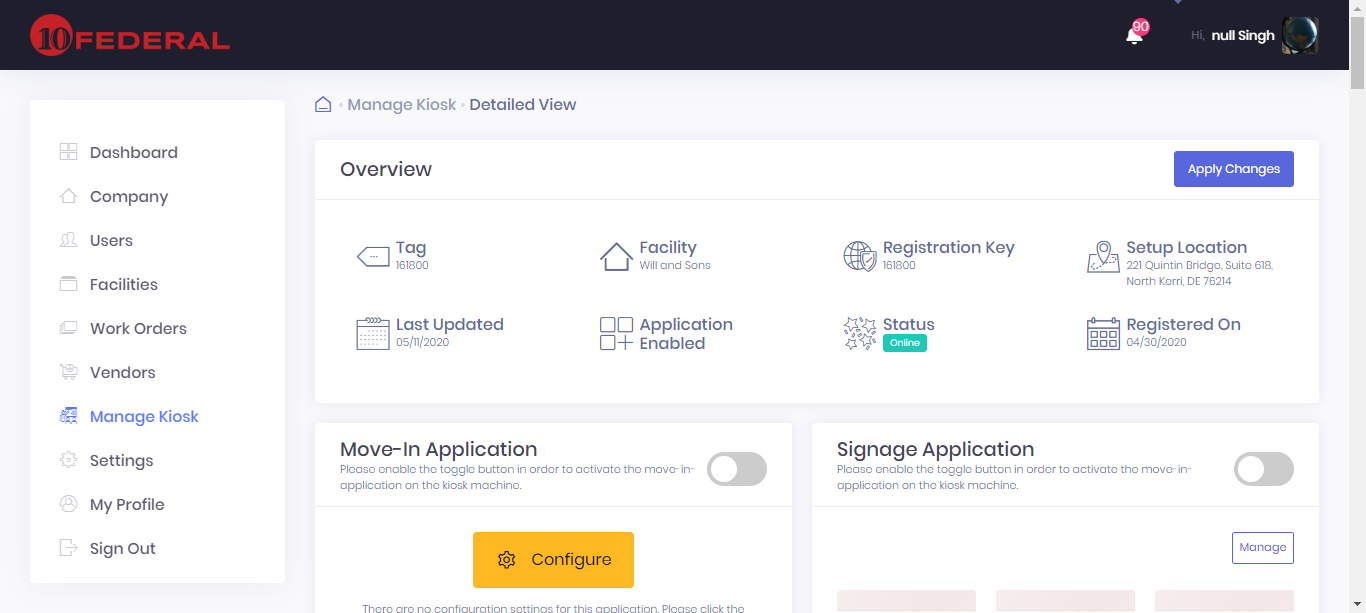 10 FEDERAL
90
Hi, null Singh
Manage Kiosk
Detailed View
Dashboard
Company
Users
Facilities
Work Orders
Vendors
Manage Kiosk
Settings
My Profile
Sign Out
Overview
Apply Changes
Tag
161800
Facility
Will and Sons
Registration Key
161800
Setup Location
221 Quintin Bridge, Suite 618,
North Kerri, DE 76214
Last Updated
05/11/2020
Application
Enabled
Status
Online
Registered On
04/30/2020
Move-In Application
Please enable the toggle button in order to activate the move-in-
application on the kiosk machine.
Configure
There are no configuration settings for this application. Please click the
Signage Application
Please enable the toggle button in order to activate the move-in-
application on the kiosk machine.
Manage